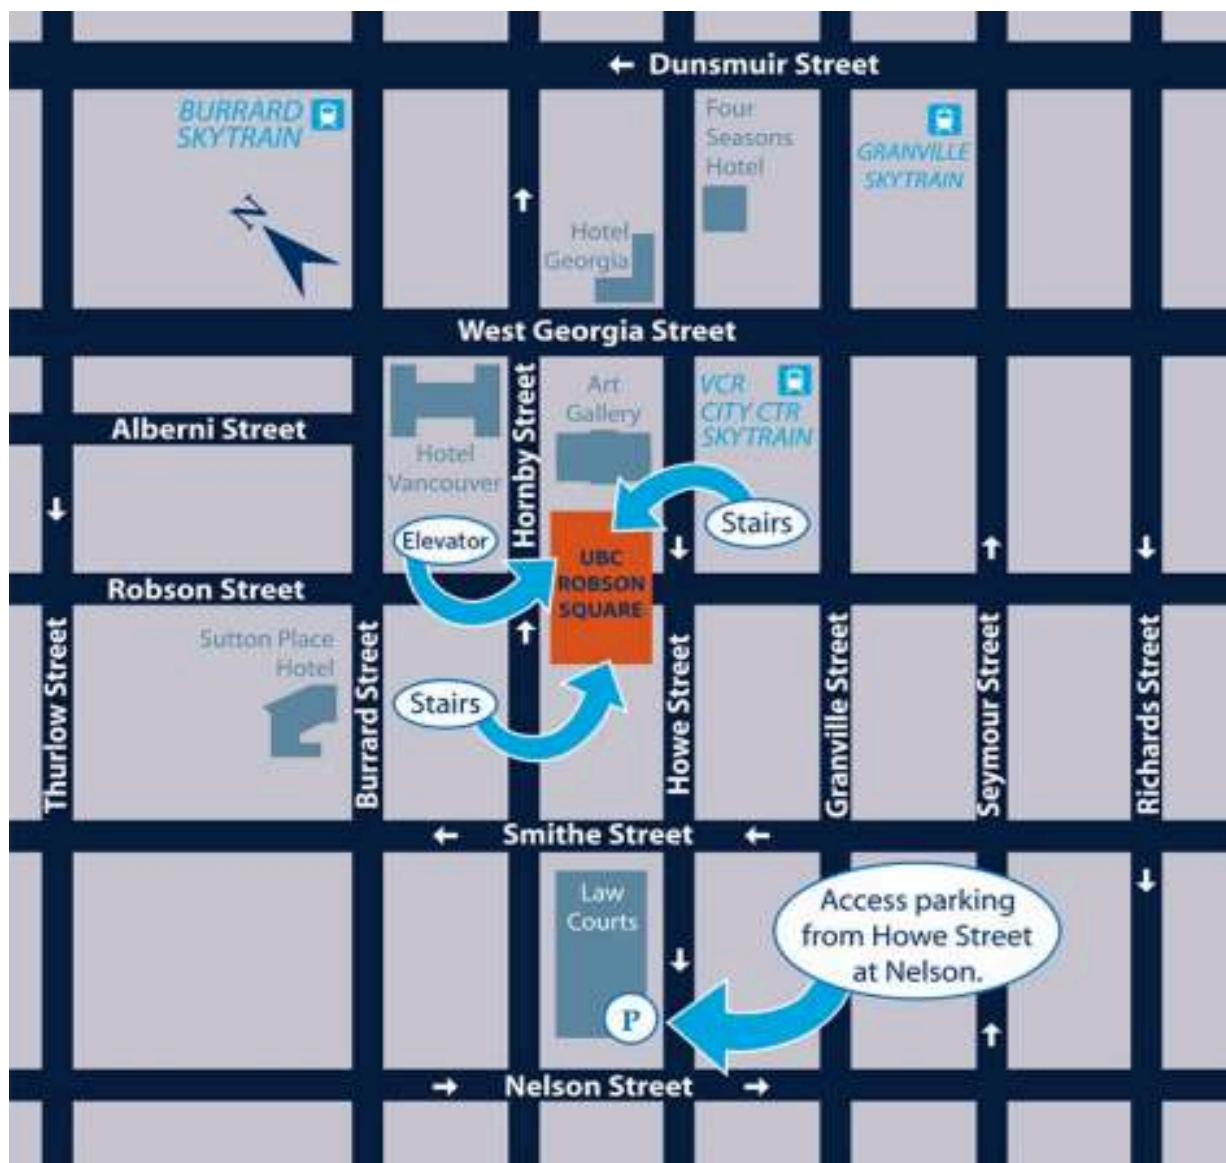 ← Dunsmuir Street
BURRARD
SKYTRAIN
Four
Seasons
Hotel
GRANVILLE
SKYTRAIN
N
Hotel
Georgia
West Georgia Street
Hornby Street
Art
Gallery
VCR
CITY CTR
SKYTRAIN
Alberni Street
Hotel
Vancouver
Elevator
Stairs
UBC
ROBSON
SQUARE
Robson Street
Sutton Place
Hotel
Stairs
Thurlow Street
Burrard Street
Howe Street
Granville Street
Seymour Street
Richards Street
← Smithe Street ←
Law
Courts
Access parking
from Howe Street
at Nelson.
P
→ Nelson Street →